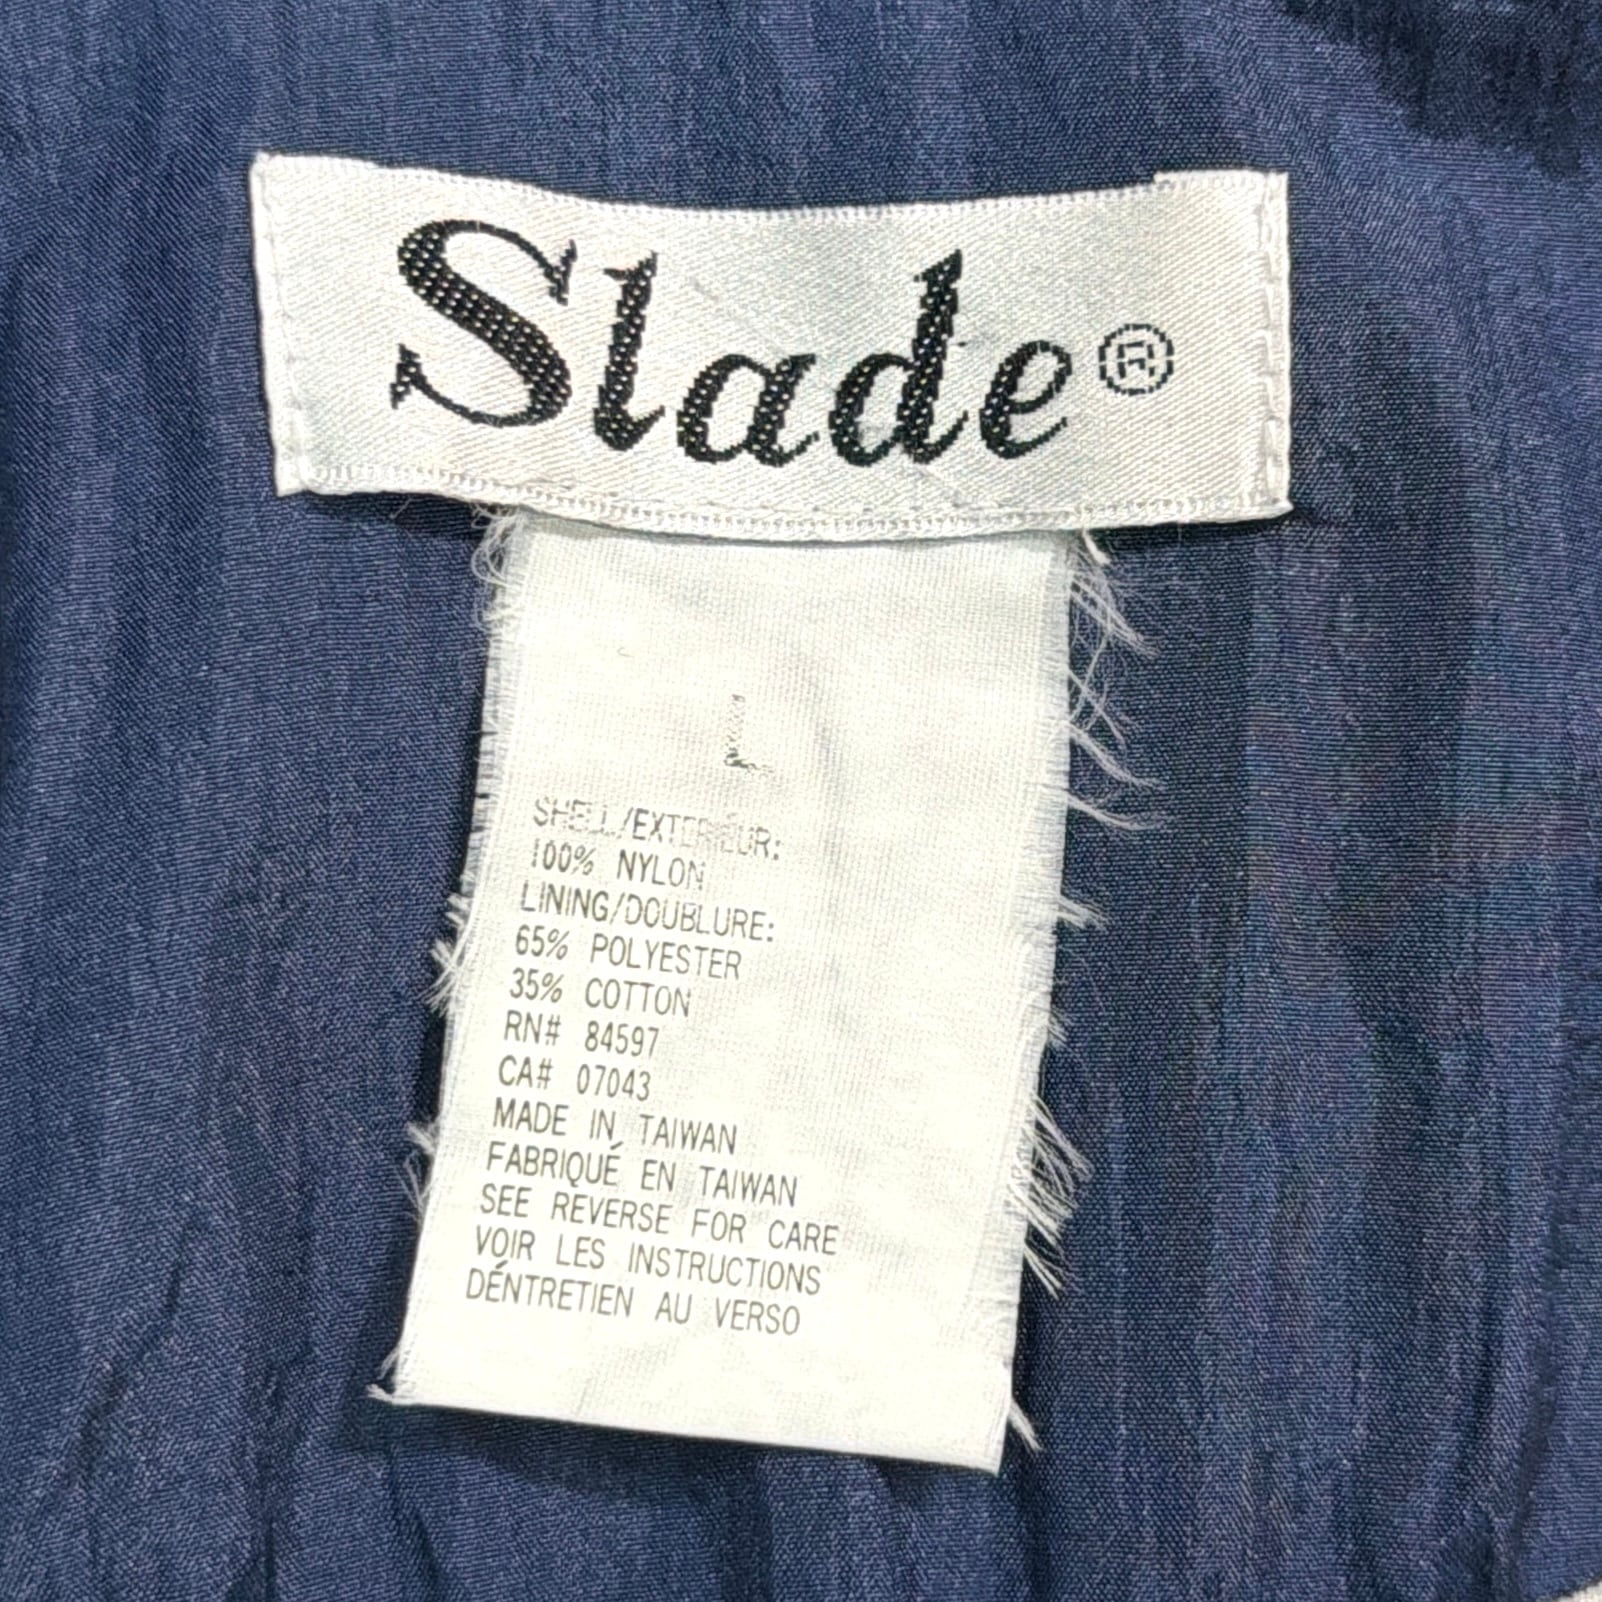 Slade®
L
SHELL/EXTERIEUR:
100% NYLON
LINING/DOUBLURE:
65% POLYESTER
35% COTTON
RN# 84597
CA# 07043
MADE IN TAIWAN
FABRIQUÉ EN TAIWAN
SEE REVERSE FOR CARE
VOIR LES INSTRUCTIONS
DÉNTRETIEN AU VERSO